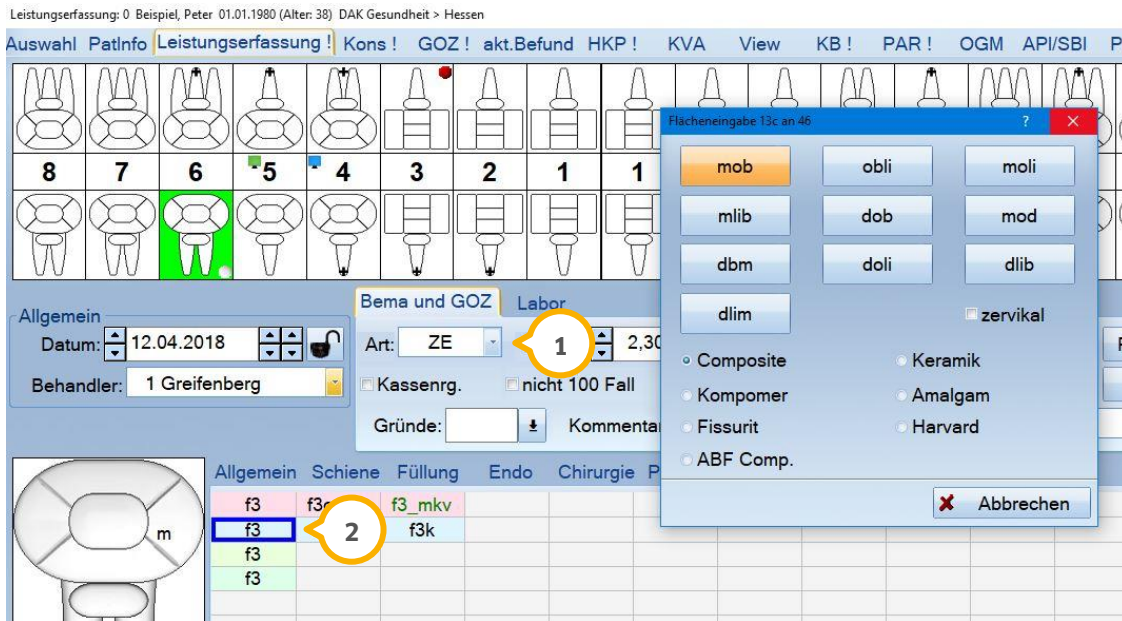 Leistungserfassung: 0 Beispiel, Peter 01.01.1980 (Alter: 38) DAK Gesundheit > Hessen
Auswahl PatInfo Leistungserfassung ! Kons ! GOZ ! akt.Befund HKP ! KVA View KB ! PAR ! OGM API/SBI P
Flächeneingabe 13c an 46 ?
8 7 6 5 4 3 2 1 1
mob obli moli
mlib dob mod
dbm doli dlib
dlim zervikal
Composite Keramik
Kompomer Amalgam
Fissurit Harvard
ABF Comp.
Abbrechen
Bema und GOZ Labor
Allgemein
Datum: 12.04.2018 Art: ZE 1 2,30
Behandler: 1 Greifenberg Kassenrg. nicht 100 Fall
Gründe: Kommentar
Allgemein Schiene Füllung Endo Chirurgie P
f3 f3 f3_mkv
m f3 2 f3k
f3
f3